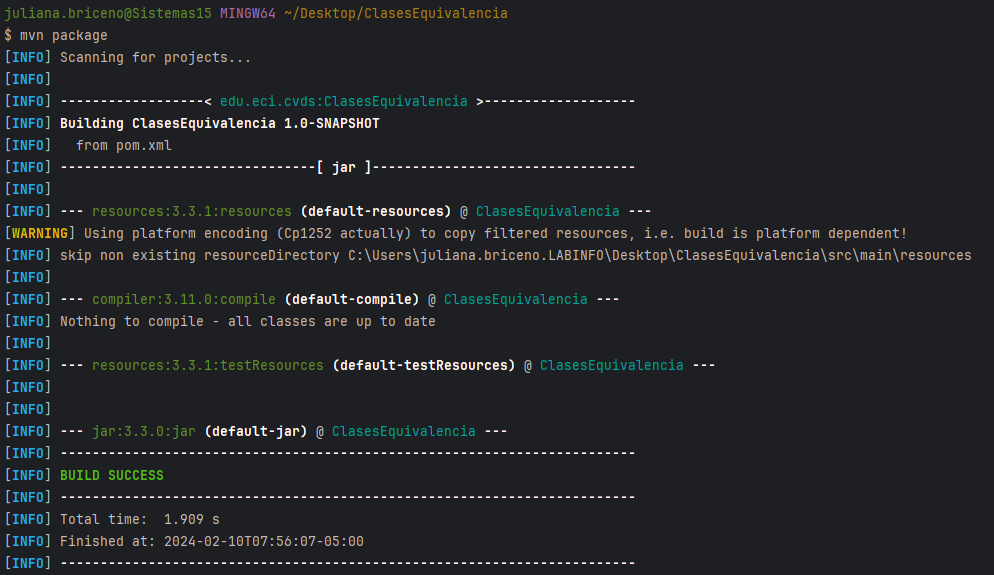 juliana.briceno@Sistemas15 MINGW64 ~/Desktop/ClasesEquivalencia
$ mvn package
[INFO] Scanning for projects...
[INFO]
[INFO] ------------------< edu.eci.cvds:ClasesEquivalencia >-------------------
[INFO] Building ClasesEquivalencia 1.0-SNAPSHOT
[INFO]   from pom.xml
[INFO] --------------------------------[ jar ]---------------------------------
[INFO]
[INFO] --- resources:3.3.1:resources (default-resources) @ ClasesEquivalencia ---
[WARNING] Using platform encoding (Cp1252 actually) to copy filtered resources, i.e. build is platform dependent!
[INFO] skip non existing resourceDirectory C:\Users\juliana.briceno.LABINFO\Desktop\ClasesEquivalencia\src\main\resources
[INFO]
[INFO] --- compiler:3.11.0:compile (default-compile) @ ClasesEquivalencia ---
[INFO] Nothing to compile - all classes are up to date
[INFO]
[INFO] --- resources:3.3.1:testResources (default-testResources) @ ClasesEquivalencia ---
[INFO]
[INFO]
[INFO] --- jar:3.3.0:jar (default-jar) @ ClasesEquivalencia ---
[INFO] ------------------------------------------------------------------------
[INFO] BUILD SUCCESS
[INFO] ------------------------------------------------------------------------
[INFO] Total time:  1.909 s
[INFO] Finished at: 2024-02-10T07:56:07-05:00
[INFO] ------------------------------------------------------------------------